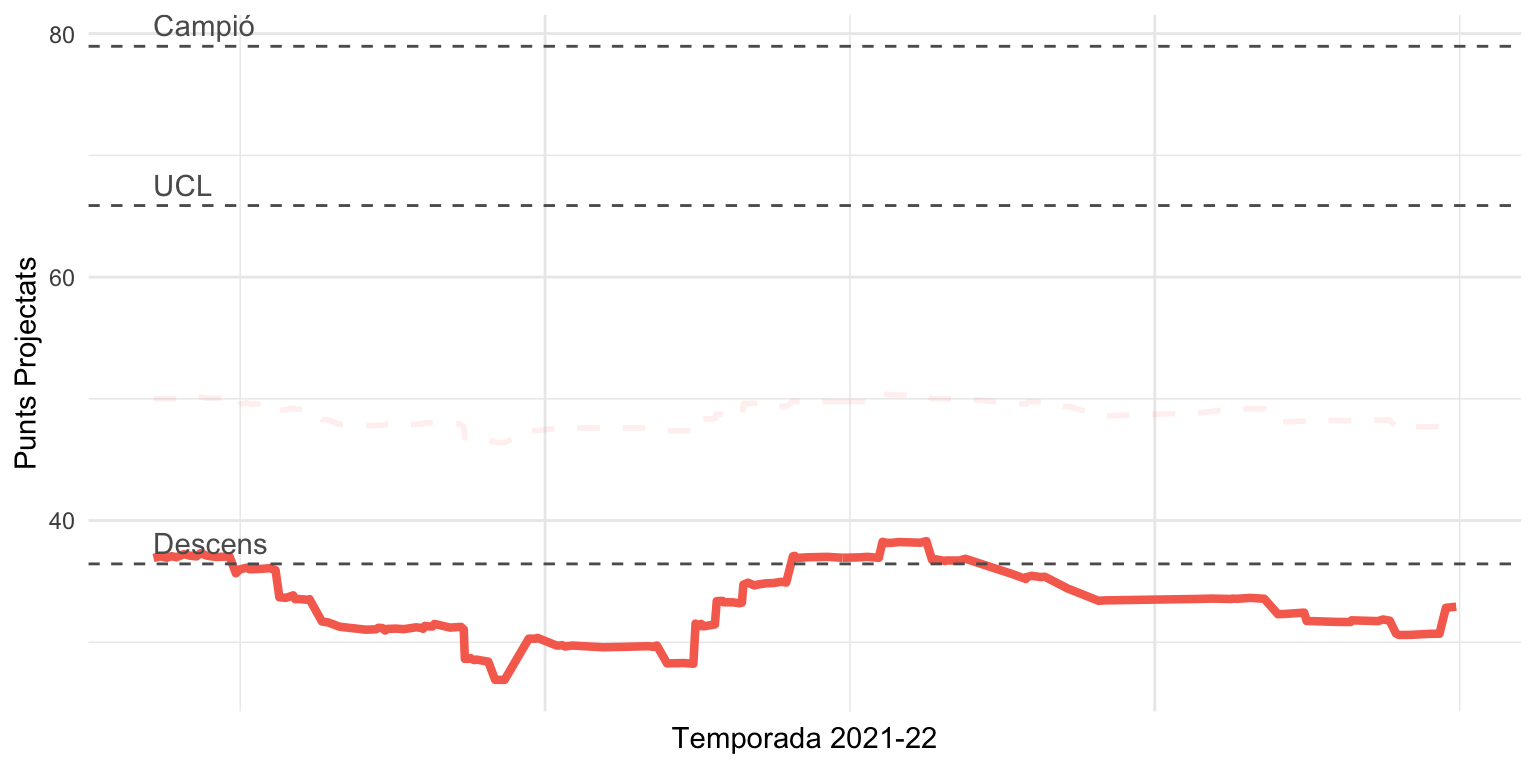 Campió
80
UCL
60
Punts Projectats
Descens
40
Temporada 2021-22